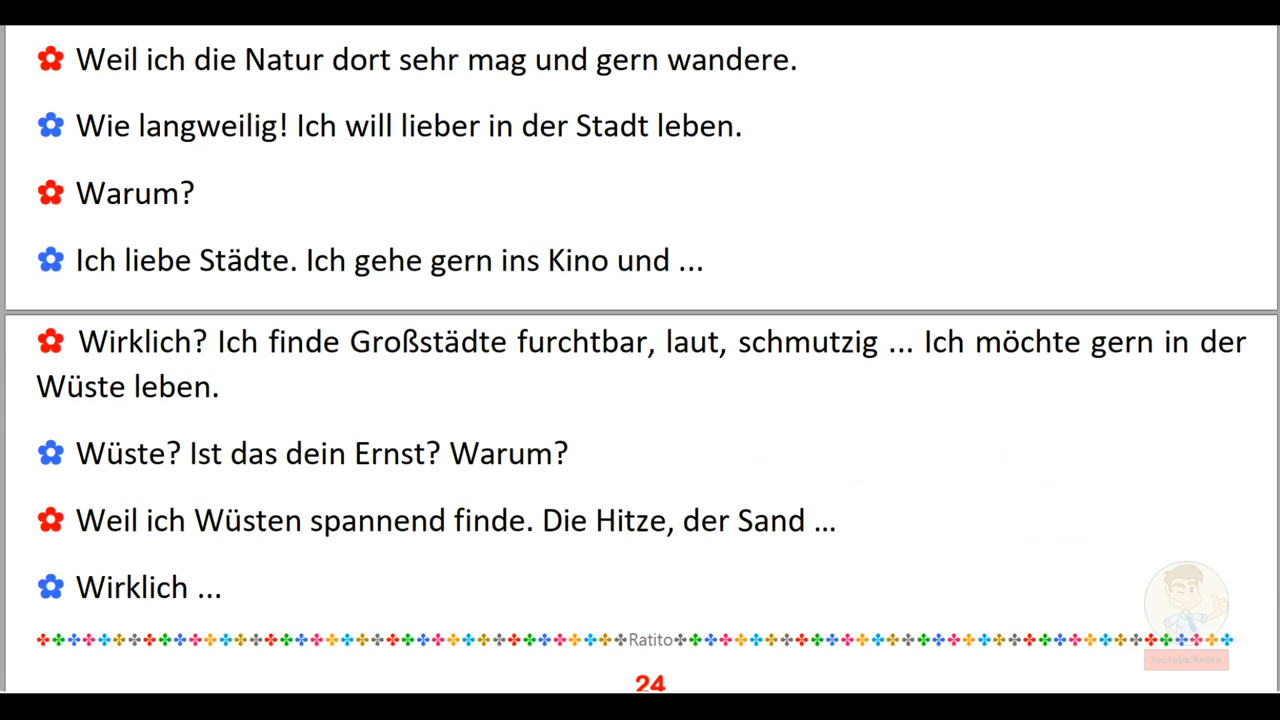 Weil ich die Natur dort sehr mag und gern wandere.
Wie langweilig! Ich will lieber in der Stadt leben.
Warum?
Ich liebe Städte. Ich gehe gern ins Kino und ...
Wirklich? Ich finde Großstädte furchtbar, laut, schmutzig ... Ich möchte gern in der
Wüste leben.
Wüste? Ist das dein Ernst? Warum?
Weil ich Wüsten spannend finde. Die Hitze, der Sand ...
Wirklich ...
Ratito
Youtube:Ratito
24